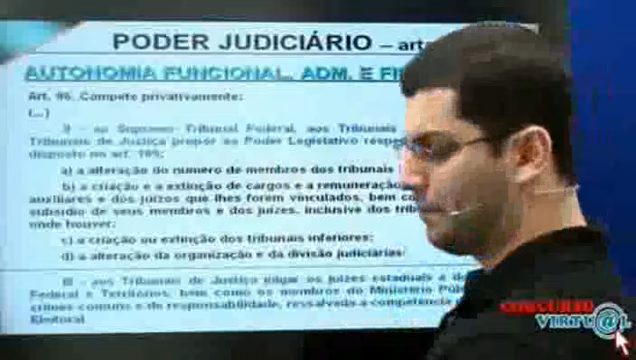 PODER JUDICIÁRIO – art
AUTONOMIA FUNCIONAL, ADM. E FI
Art. 96. Compete privativamente:
(...)
II - ao Supremo Tribunal Federal, aos Tribunais
Tribunais de Justiça propor ao Poder Legislativo resp
disposto no art. 169:
a) a alteração do número de membros dos tribunais
b) a criação e a extinção de cargos e a remuneração
auxiliares e dos juízos que lhes forem vinculados, bem co
subsídio de seus membros e dos juízes, inclusive dos trib
onde houver;
c) a criação ou extinção dos tribunais inferiores;
d) a alteração da organização e da divisão judiciárias;
III - aos Tribunais de Justiça julgar os juízes estaduais e do
Federal e Territórios, bem como os membros do Ministério Públ
crimes comuns e de responsabilidade, ressalvada a competência
Eleitoral
CONCURSO
VIRTU@L